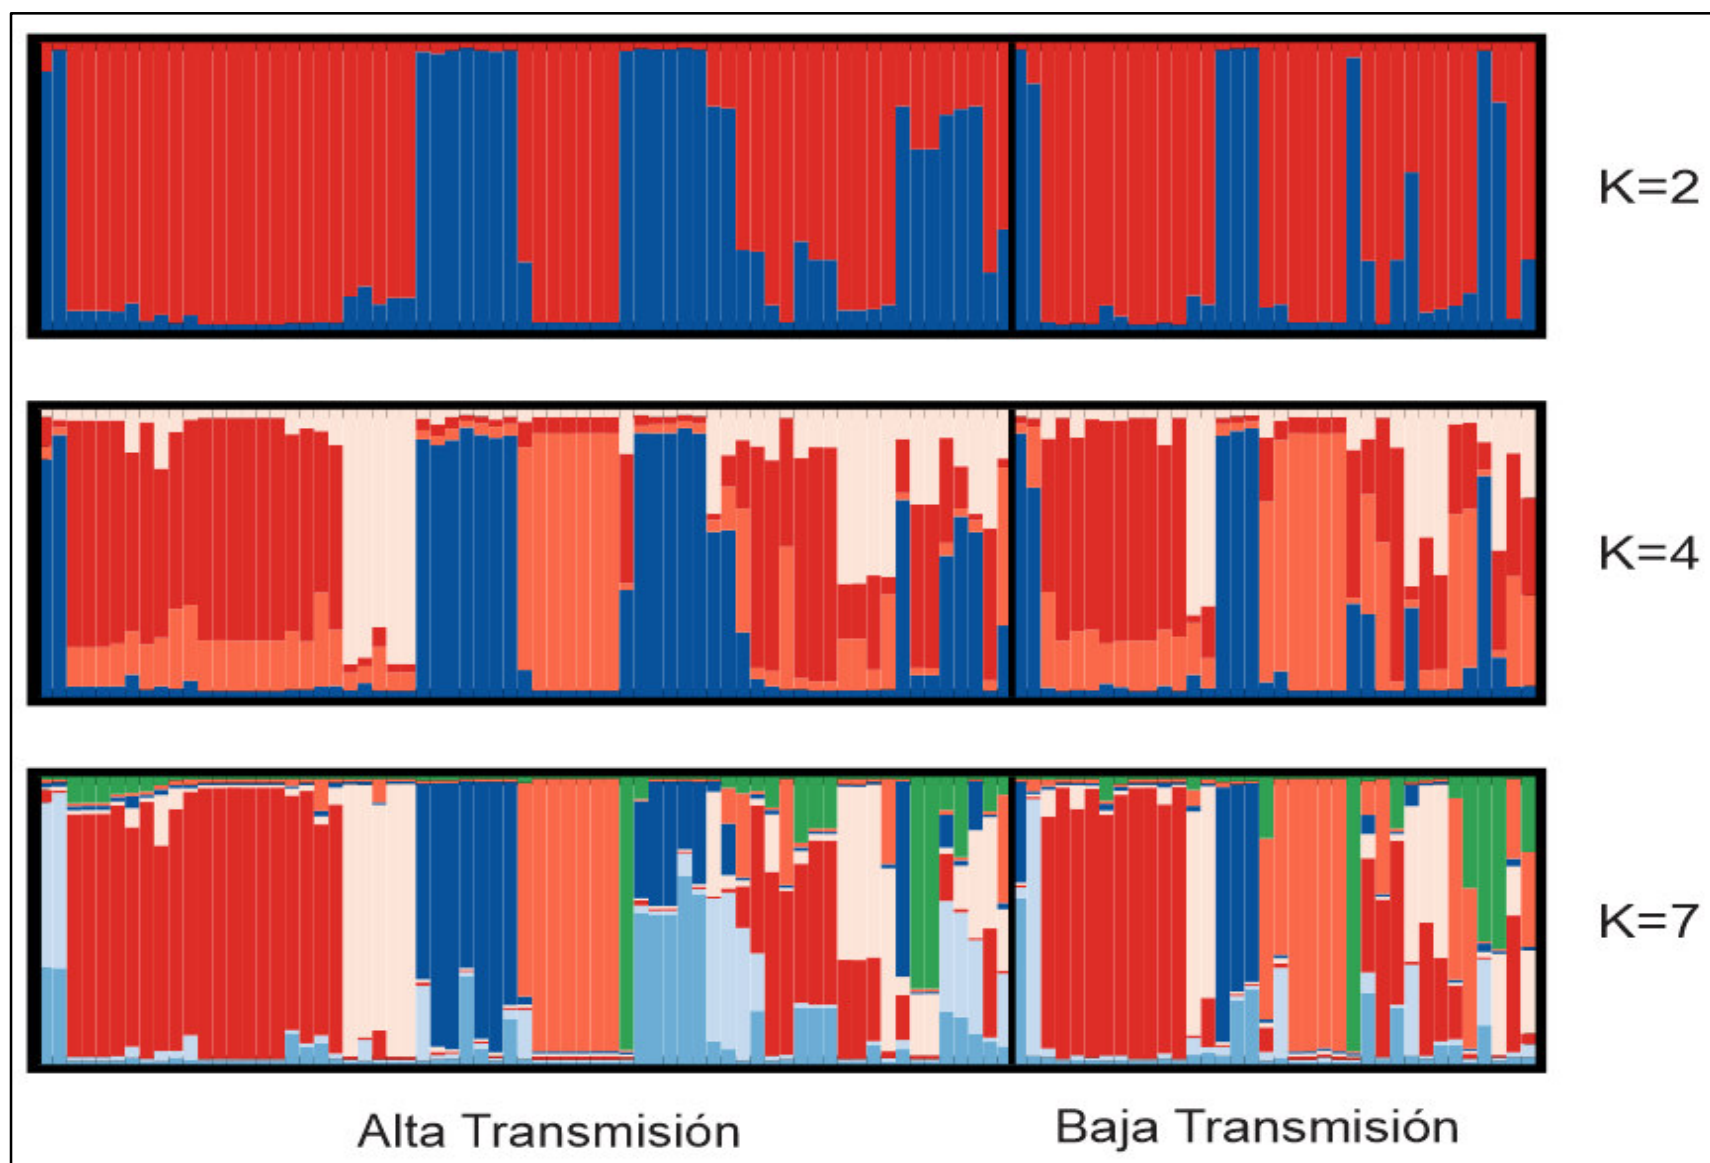 K=2
K=4
K=7
Alta Transmisión
Baja Transmisión